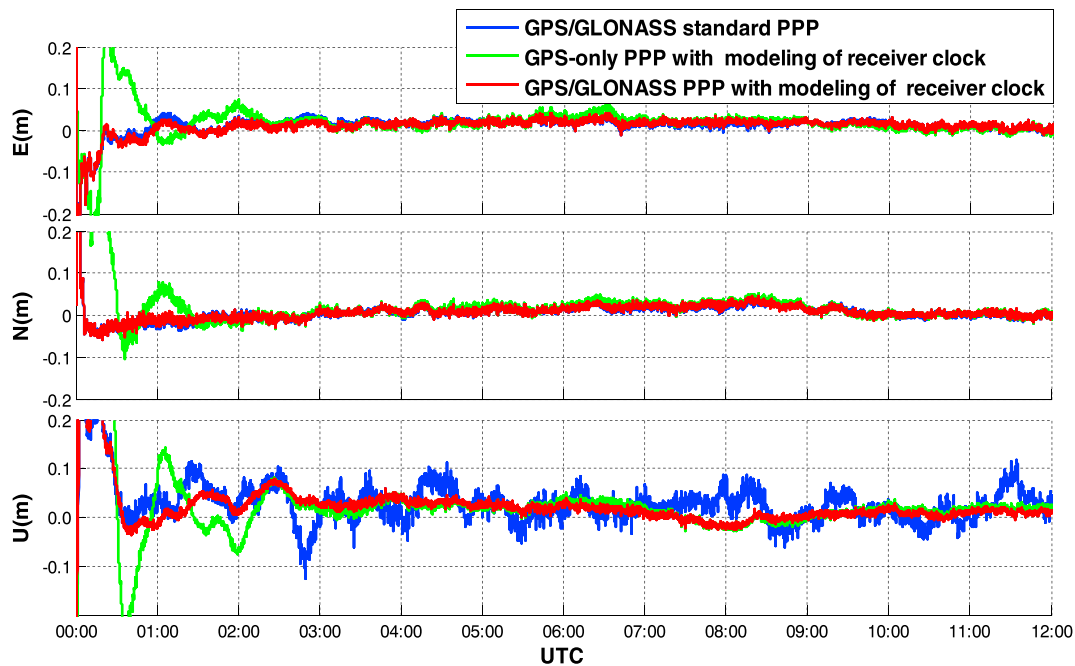 GPS/GLONASS standard PPP
GPS-only PPP with modeling of receiver clock
GPS/GLONASS PPP with modeling of receiver clock
0.2
0.1
0
-0.1
-0.2
E(m)
0.2
0.1
0
-0.1
-0.2
N(m)
0.2
0.1
0.0
-0.1
U(m)
00:00 01:00 02:00 03:00 04:00 05:00 06:00 07:00 08:00 09:00 10:00 11:00 12:00
UTC